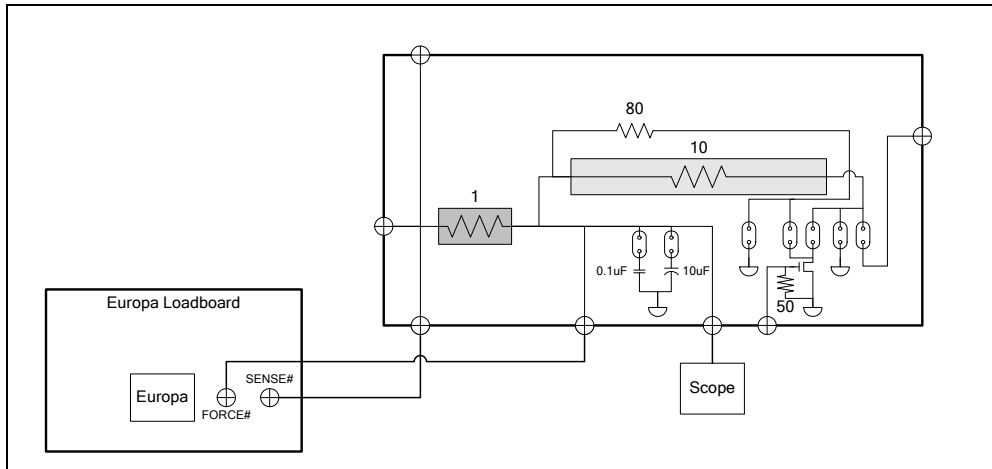 80
10
1
0.1uF
10uF
50
Europa Loadboard
SENSE#
Europa
FORCE#
Scope